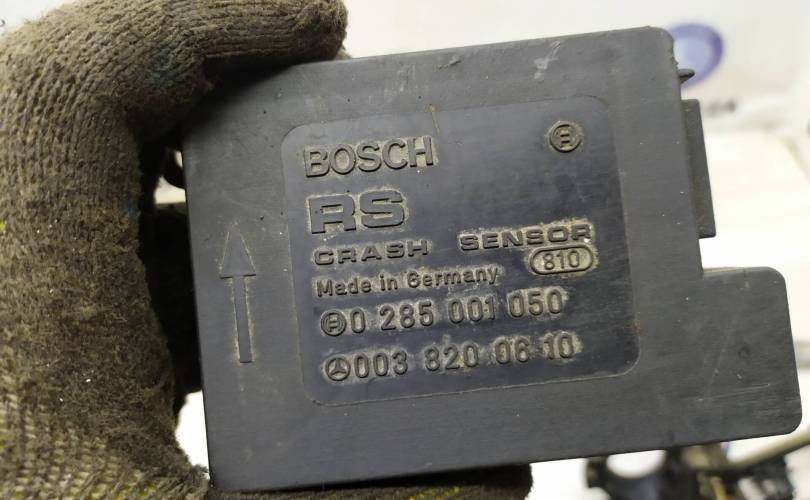 BOSCH
RS
CRASH SENSOR
810
Made in Germany
0 285 001 050
003 820 06 10